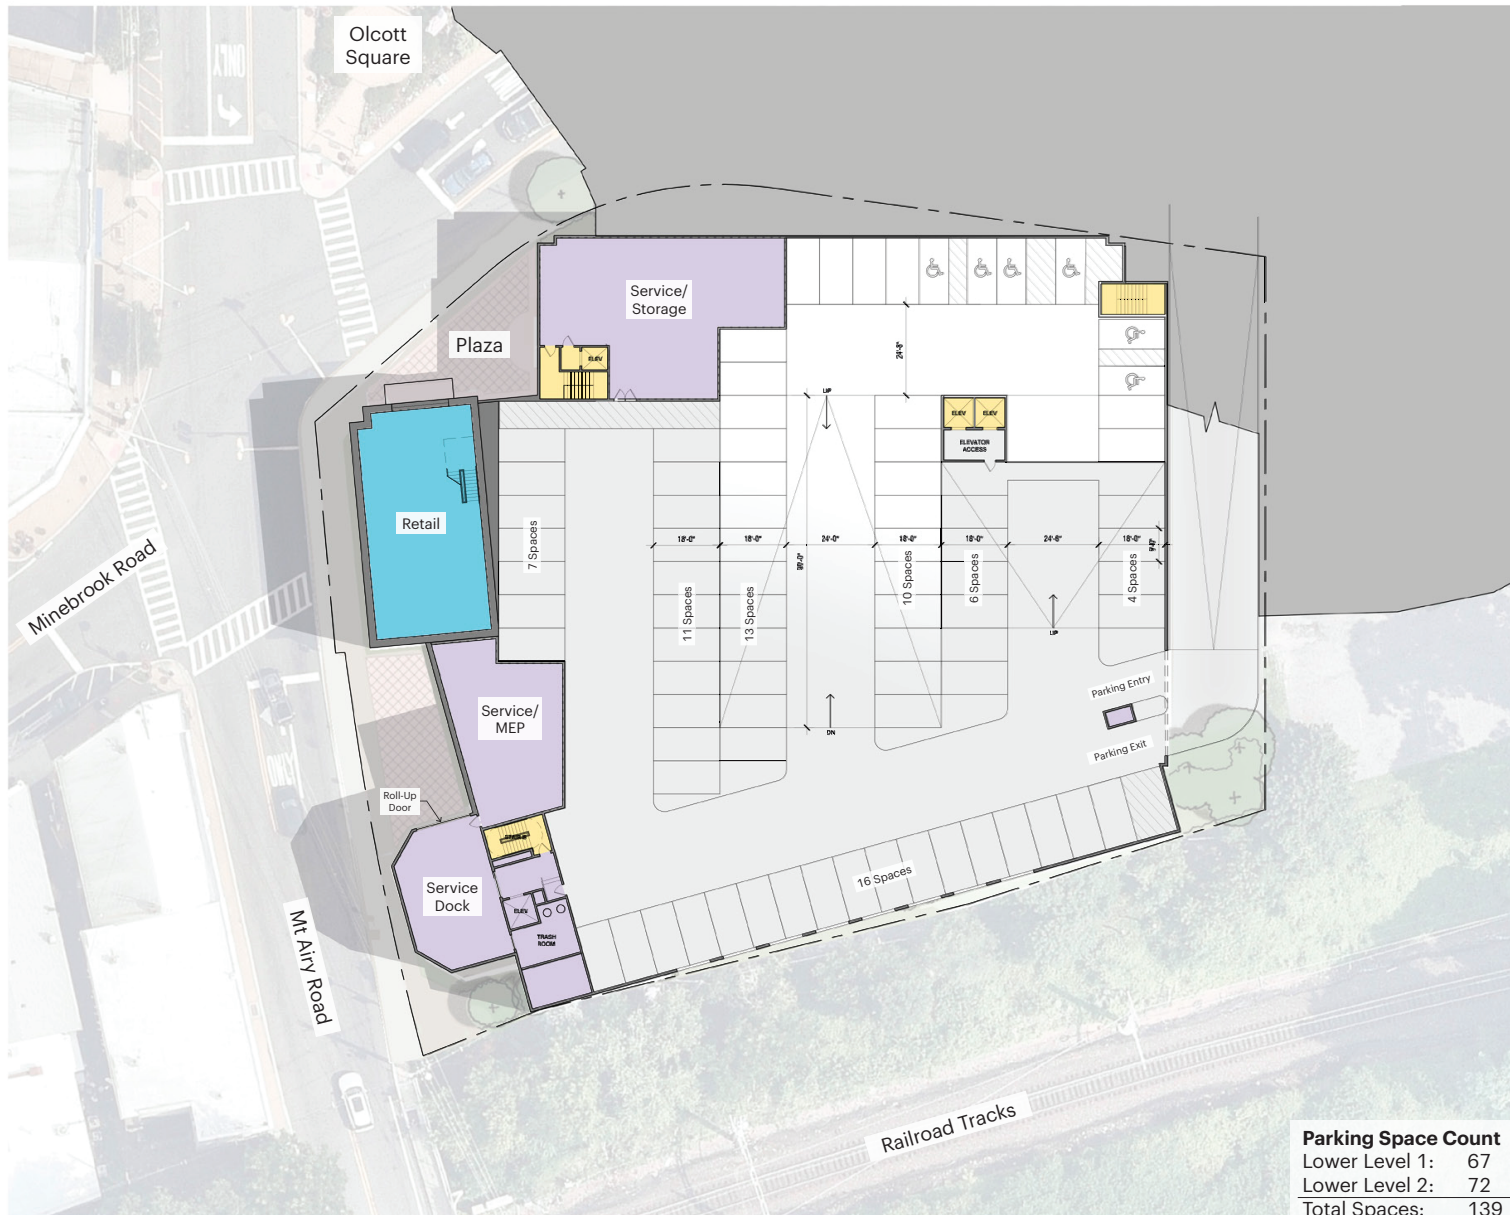 Olcott
Square
ONLY
Service/
Storage
Plaza
ELEV
24'-8"
UP
ELEV
ELEV
ELEVATOR
ACCESS
Retail
7 Spaces
18'-0"
18'-0"
24'-0"
18'-0"
18'-0"
24'-6"
18'-0"
Minebrook Road
11 Spaces
13 Spaces
10 Spaces
6 Spaces
4 Spaces
UP
Parking Entry
Service/
MEP
DN
Parking Exit
ONLY
Roll-Up
Door
Service
Dock
16 Spaces
ELEV
TRASH
ROOM
Mt Airy Road
Railroad Tracks
Parking Space Count
Lower Level 1: 67
Lower Level 2: 72
Total Spaces: 139